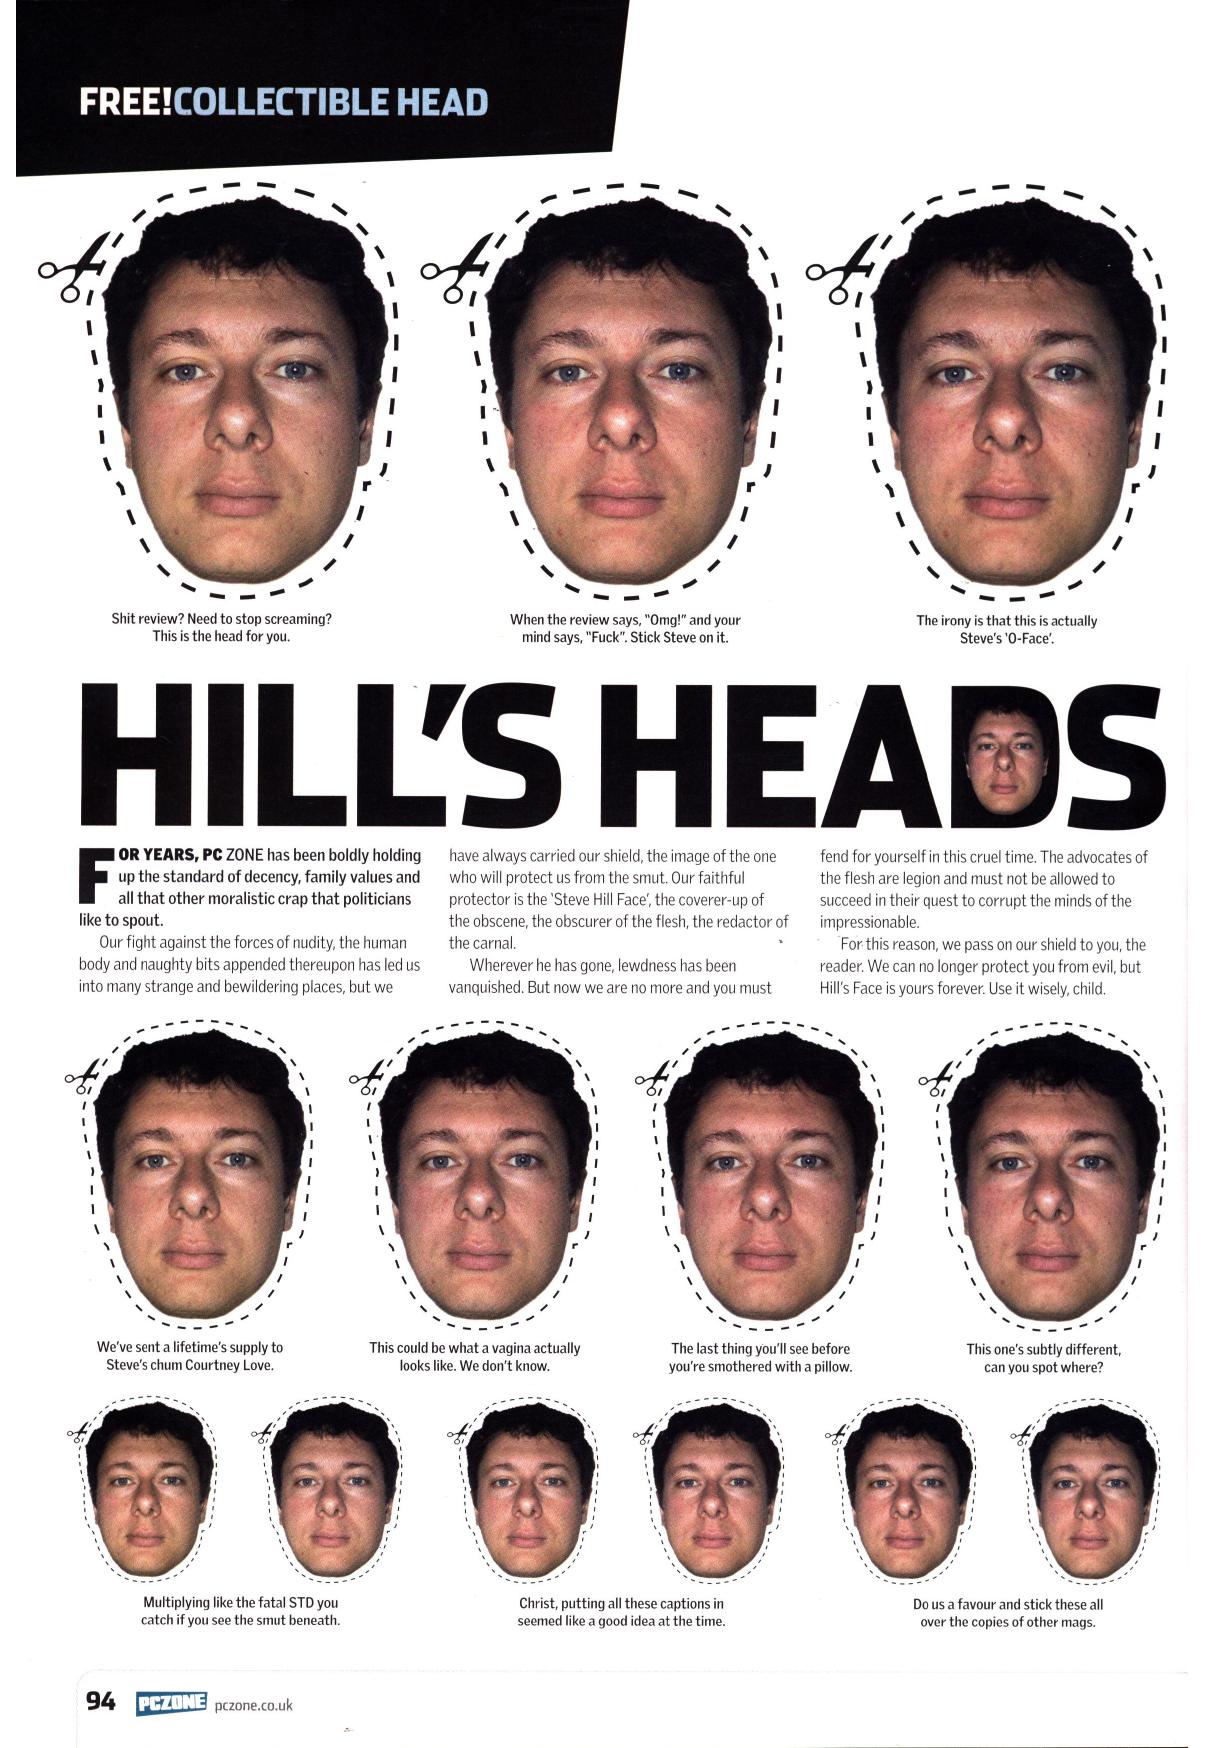 FREE!COLLECTIBLE HEAD
Shit review? Need to stop screaming?
This is the head for you.
When the review says, “Omg!” and your
mind says, “Fuck”. Stick Steve on it.
The irony is that this is actually
Steve's ‘O-Face’.
HILL'S HEADS
FOR YEARS, PC ZONE has been boldly holding
up the standard of decency, family values and
all that other moralistic crap that politicians
like to spout.
Our fight against the forces of nudity, the human
body and naughty bits appended thereupon has led us
into many strange and bewildering places, but we
have always carried our shield, the image of the one
who will protect us from the smut. Our faithful
protector is the ‘Steve Hill Face’, the coverer-up of
the obscene, the obscurer of the flesh, the redactor of
the carnal.
Wherever he has gone, lewdness has been
vanquished. But now we are no more and you must
fend for yourself in this cruel time. The advocates of
the flesh are legion and must not be allowed to
succeed in their quest to corrupt the minds of the
impressionable.
For this reason, we pass on our shield to you, the
reader. We can no longer protect you from evil, but
Hill's Face is yours forever. Use it wisely, child.
We've sent a lifetime's supply to
Steve's chum Courtney Love.
This could be what a vagina actually
looks like. We don't know.
The last thing you'll see before
you're smothered with a pillow.
This one's subtly different,
can you spot where?
Multiplying like the fatal STD you
catch if you see the smut beneath.
Christ, putting all these captions in
seemed like a good idea at the time.
Do us a favour and stick these all
over the copies of other mags.
94 PCZONE pczone.co.uk